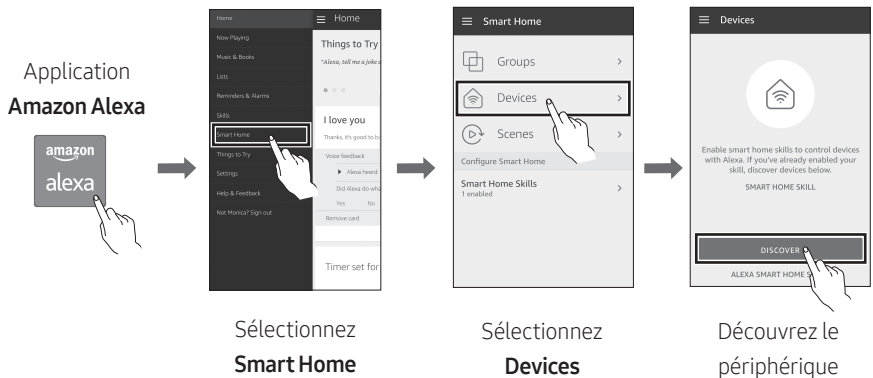 Application
Amazon Alexa
amazon
alexa
Home
Now Playing
Music & Books
Lists
Reminders & Alarms
Skills
Smart Home
Things to Try
Settings
Help & Feedback
Not Monica? Sign out
Home
Things to Try
"Alexa, tell me a joke
I love you
Thanks, It's good to
Voice feedback
Alexa heard
Did Alexa do
Yes No
Remove card
Timer set for
Sélectionnez
Smart Home
Smart Home
Groups
Devices
Scenes
Configure Smart Home
Smart Home Skills
1 enabled
Sélectionnez
Devices
Devices
Enable smart home skills to control devices
with Alexa. If you've already enabled your
skill, discover devices below.
SMART HOME SKILL
DISCOVER
ALEXA SMART HOME S
Découvrez le
périphérique